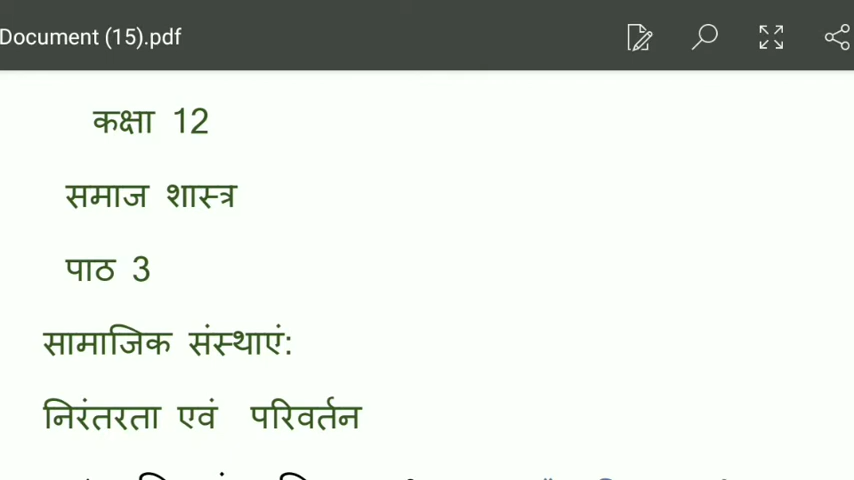 Document (15).pdf
कक्षा 12
समाज शास्त्र
पाठ 3
सामाजिक संस्थाएं:
निरंतरता एवं परिवर्तन